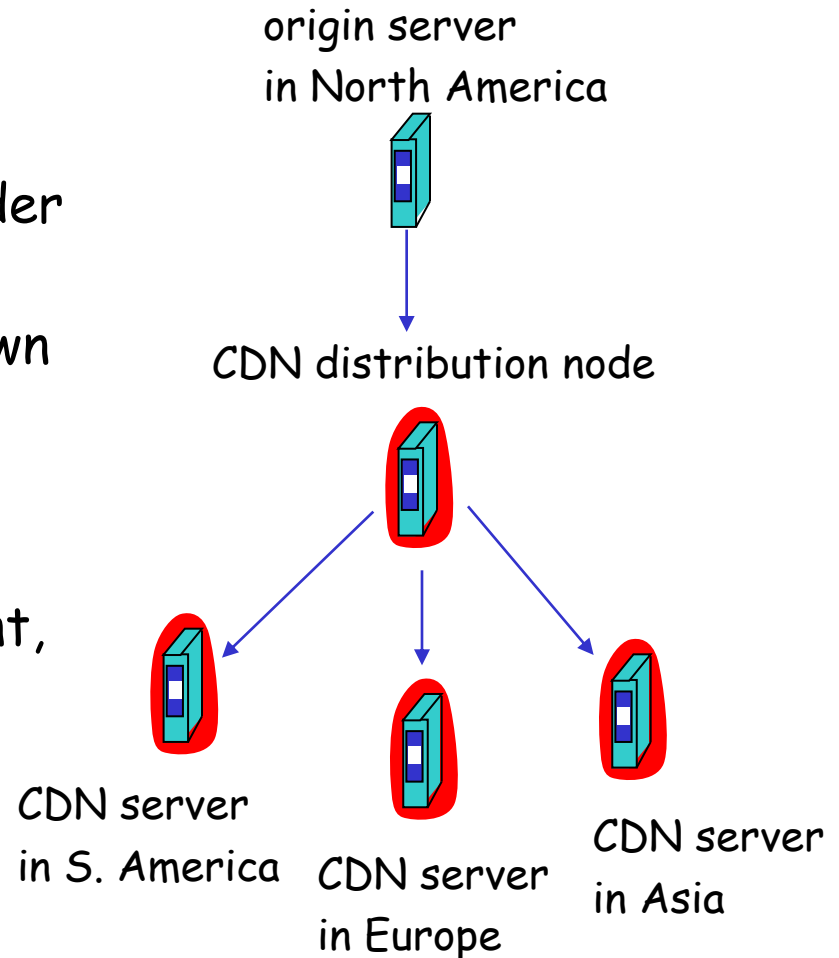 origin server
in North America
der
wn
CDN distribution node
nt,
CDN server
in S. America
CDN server
in Europe
CDN server
in Asia